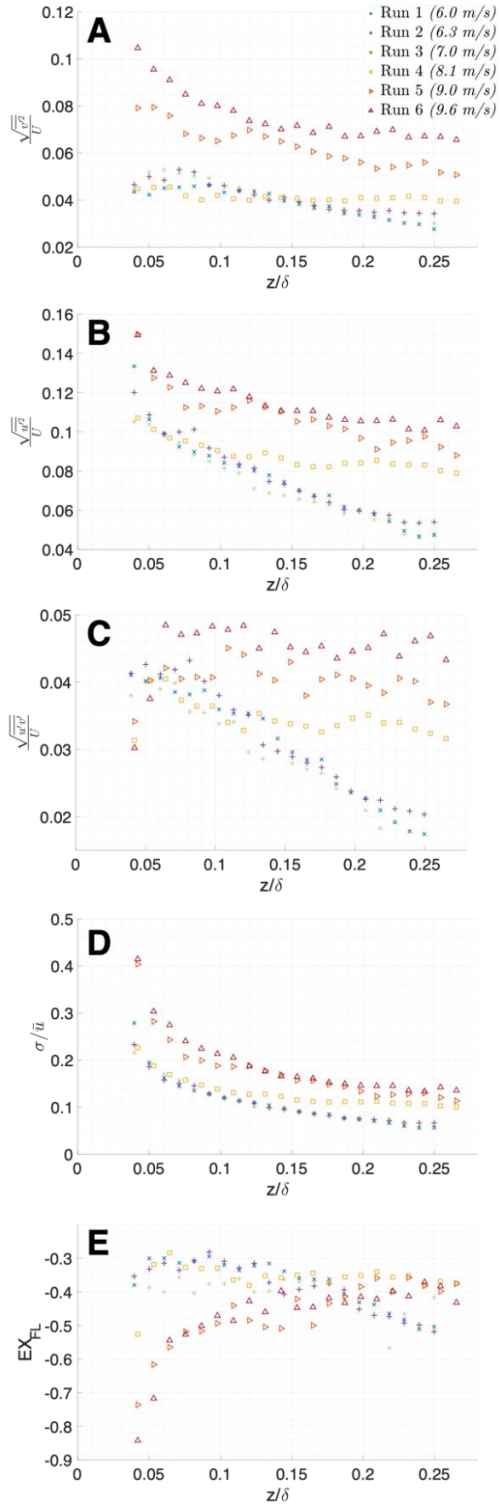 A
Run 1 (6.0 m/s)
Run 2 (6.3 m/s)
Run 3 (7.0 m/s)
Run 4 (8.1 m/s)
Run 5 (9.0 m/s)
Run 6 (9.6 m/s)
0.12
0.1
0.08
0.06
0.04
0.02
√v'²/U
0 0.05 0.1 0.15 0.2 0.25
z/δ
B
0.16
0.14
0.12
0.1
0.08
0.06
0.04
√u'²/U
0 0.05 0.1 0.15 0.2 0.25
z/δ
C
0.05
0.04
0.03
0.02
√u'v'/U
0 0.05 0.1 0.15 0.2 0.25
z/δ
D
0.5
0.4
0.3
0.2
0.1
0
σ/ū
0 0.05 0.1 0.15 0.2 0.25
z/δ
E
-0.3
-0.4
-0.5
-0.6
-0.7
-0.8
-0.9
EX_FL
0 0.05 0.1 0.15 0.2 0.25
z/δ